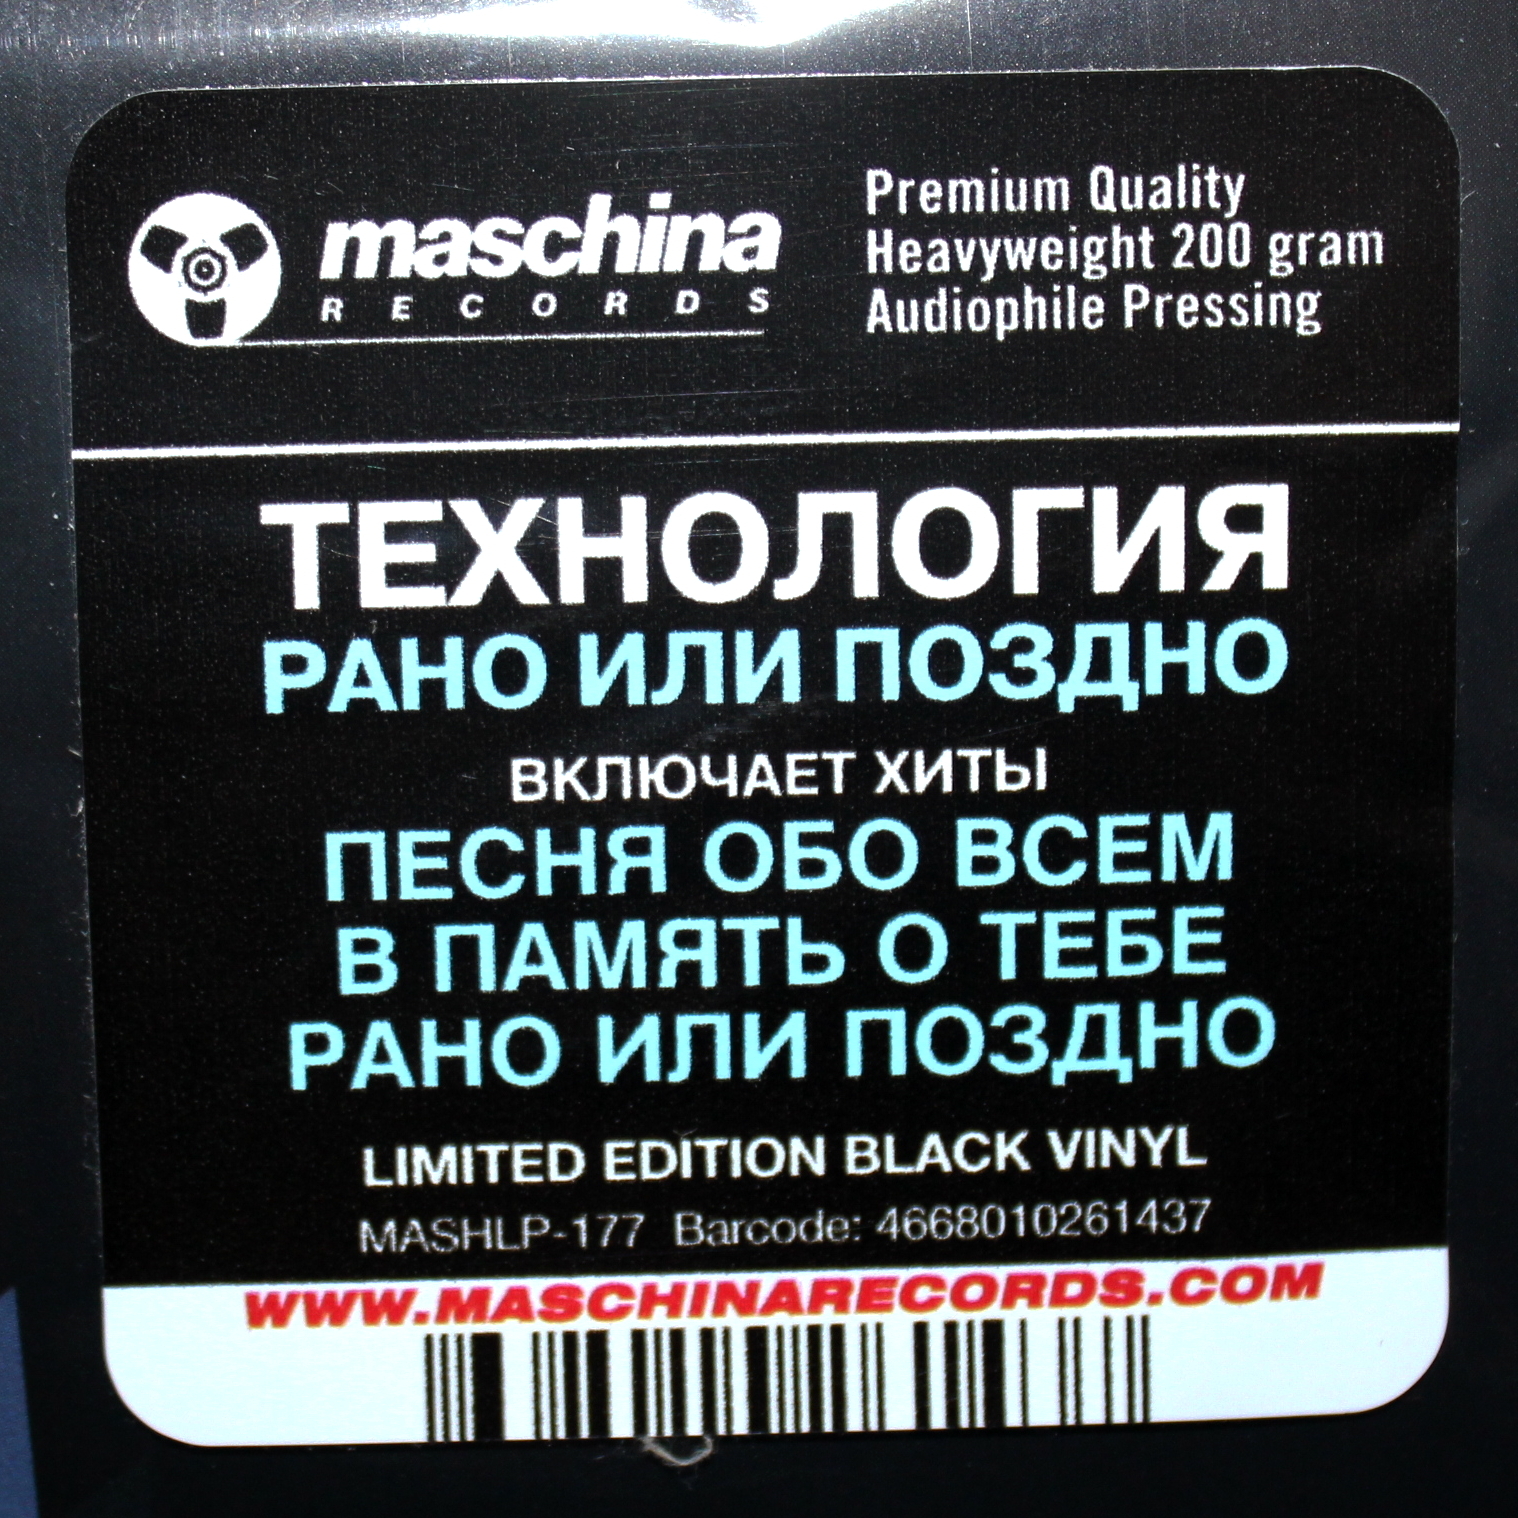 maschina
RECORDS
Premium Quality
Heavyweight 200 gram
Audiophile Pressing
ТЕХНОЛОГИЯ
РАНО ИЛИ ПОЗДНО
ВКЛЮЧАЕТ ХИТЫ
ПЕСНЯ ОБО ВСЕМ
В ПАМЯТЬ О ТЕБЕ
РАНО ИЛИ ПОЗДНО
LIMITED EDITION BLACK VINYL
MASHLP-177 Barcode: 4668010261437
WWW.MASCHINARECORDS.COM